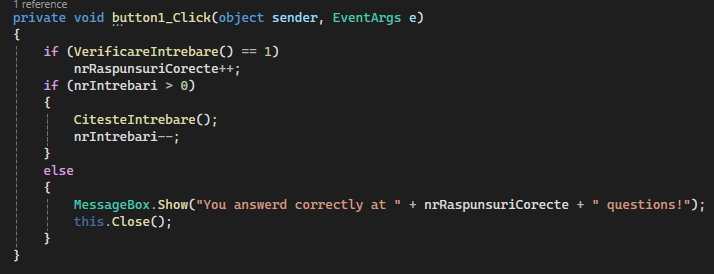 1 reference
private void button1_Click(object sender, EventArgs e)
{
if (VerificareIntrebare() == 1)
nrRaspunsuriCorecte++;
if (nrIntrebari > 0)
{
CitesteIntrebare();
nrIntrebari--;
}
else
{
MessageBox.Show("You answerd correctly at " + nrRaspunsuriCorecte + " questions!");
this.Close();
}
}